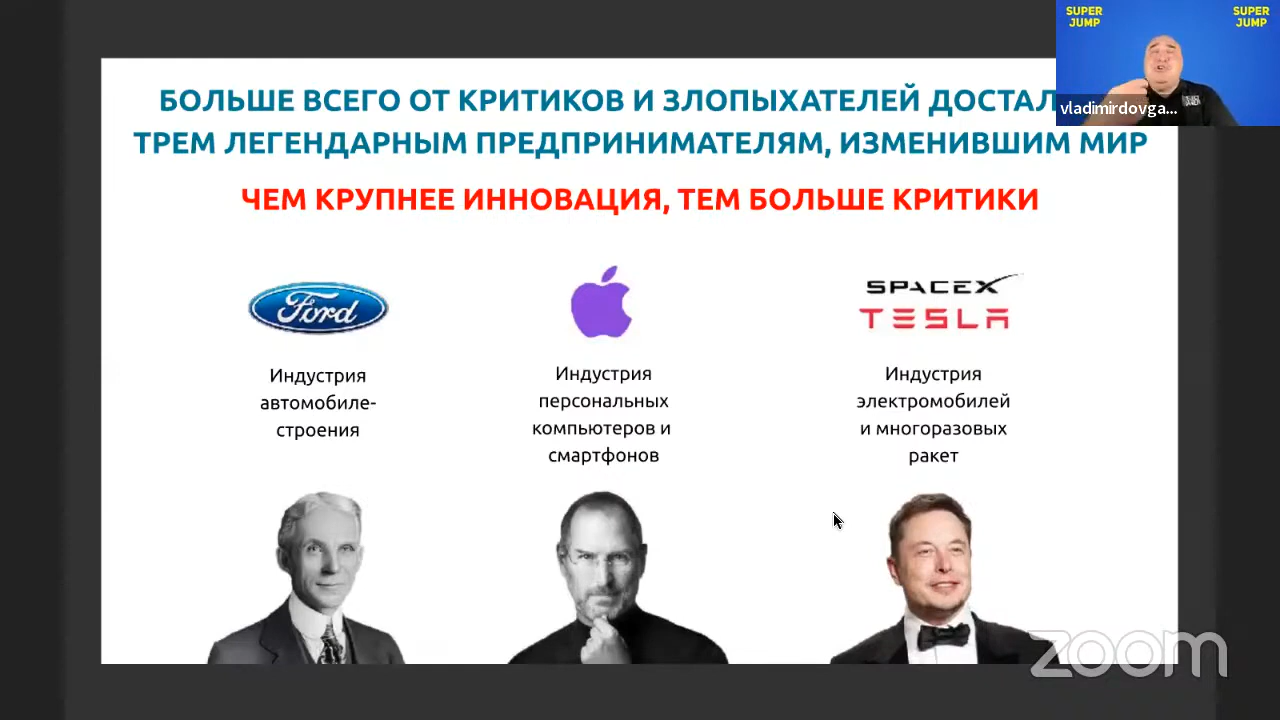 SUPER
JUMP
SUPER
JUMP
vladimirdovga...
БОЛЬШЕ ВСЕГО ОТ КРИТИКОВ И ЗЛОПЫХАТЕЛЕЙ ДОСТАЛ
ТРЕМ ЛЕГЕНДАРНЫМ ПРЕДПРИНИМАТЕЛЯМ, ИЗМЕНИВШИМ МИР
ЧЕМ КРУПНЕЕ ИННОВАЦИЯ, ТЕМ БОЛЬШЕ КРИТИКИ
Ford
Индустрия
автомобиле-
строения
Индустрия
персональных
компьютеров и
смартфонов
SPACEX
TESLA
Индустрия
электромобилей
и многоразовых
ракет
zoom